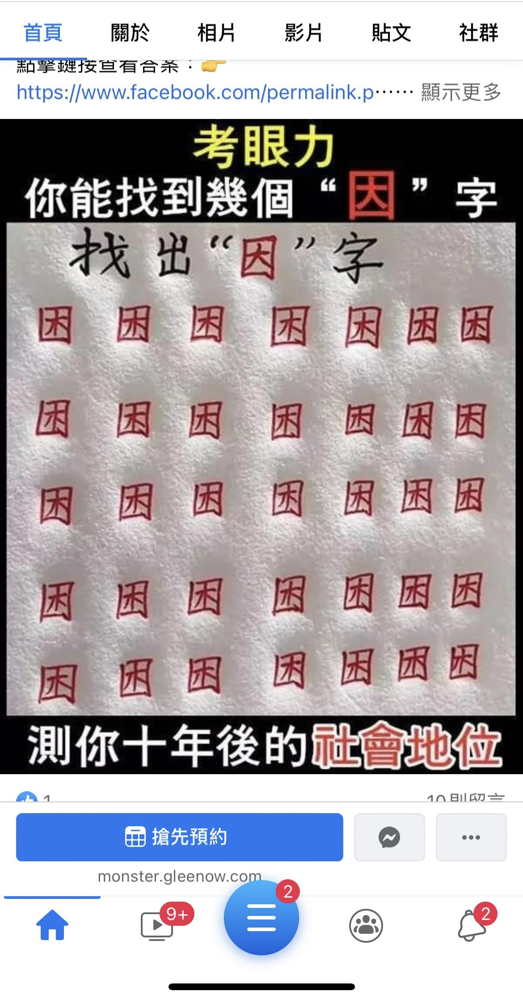 首頁 關於 相片 影片 貼文 社群
點擊鏈接查看答案：👉
https://www.facebook.com/permalink.p…… 顯示更多
考眼力
你能找到幾個“因”字
找出“因”字
困 困 困 困 困 困 困
困 困 困 困 困 困 困
困 困 困 困 困 困 困
困 困 困 困 困 困 困
困 困 困 困 困 困 因
測你十年後的社會地位
1 10則留言
搶先預約
monster.gleenow.com
9+ 2 2